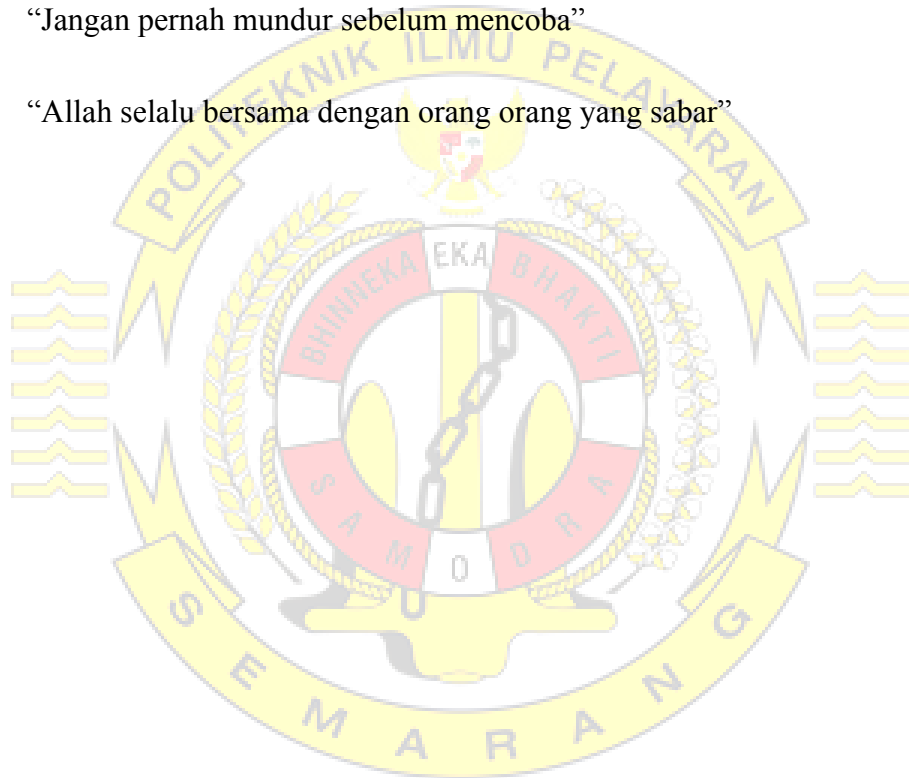 “Jangan pernah mundur sebelum mencoba”
POLITEKNIK ILMU PELAYARAN
“Allah selalu bersama dengan orang orang yang sabar”
BHINNEKA EKA BHAKTI
SAMODRA
SEMARANG